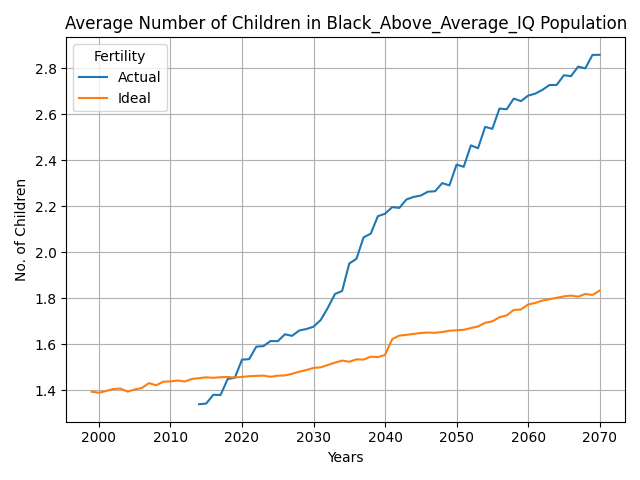 Average Number of Children in Black_Above_Average_IQ Population
Fertility
Actual
Ideal
No. of Children
2.8
2.6
2.4
2.2
2.0
1.8
1.6
1.4
2000 2010 2020 2030 2040 2050 2060 2070
Years